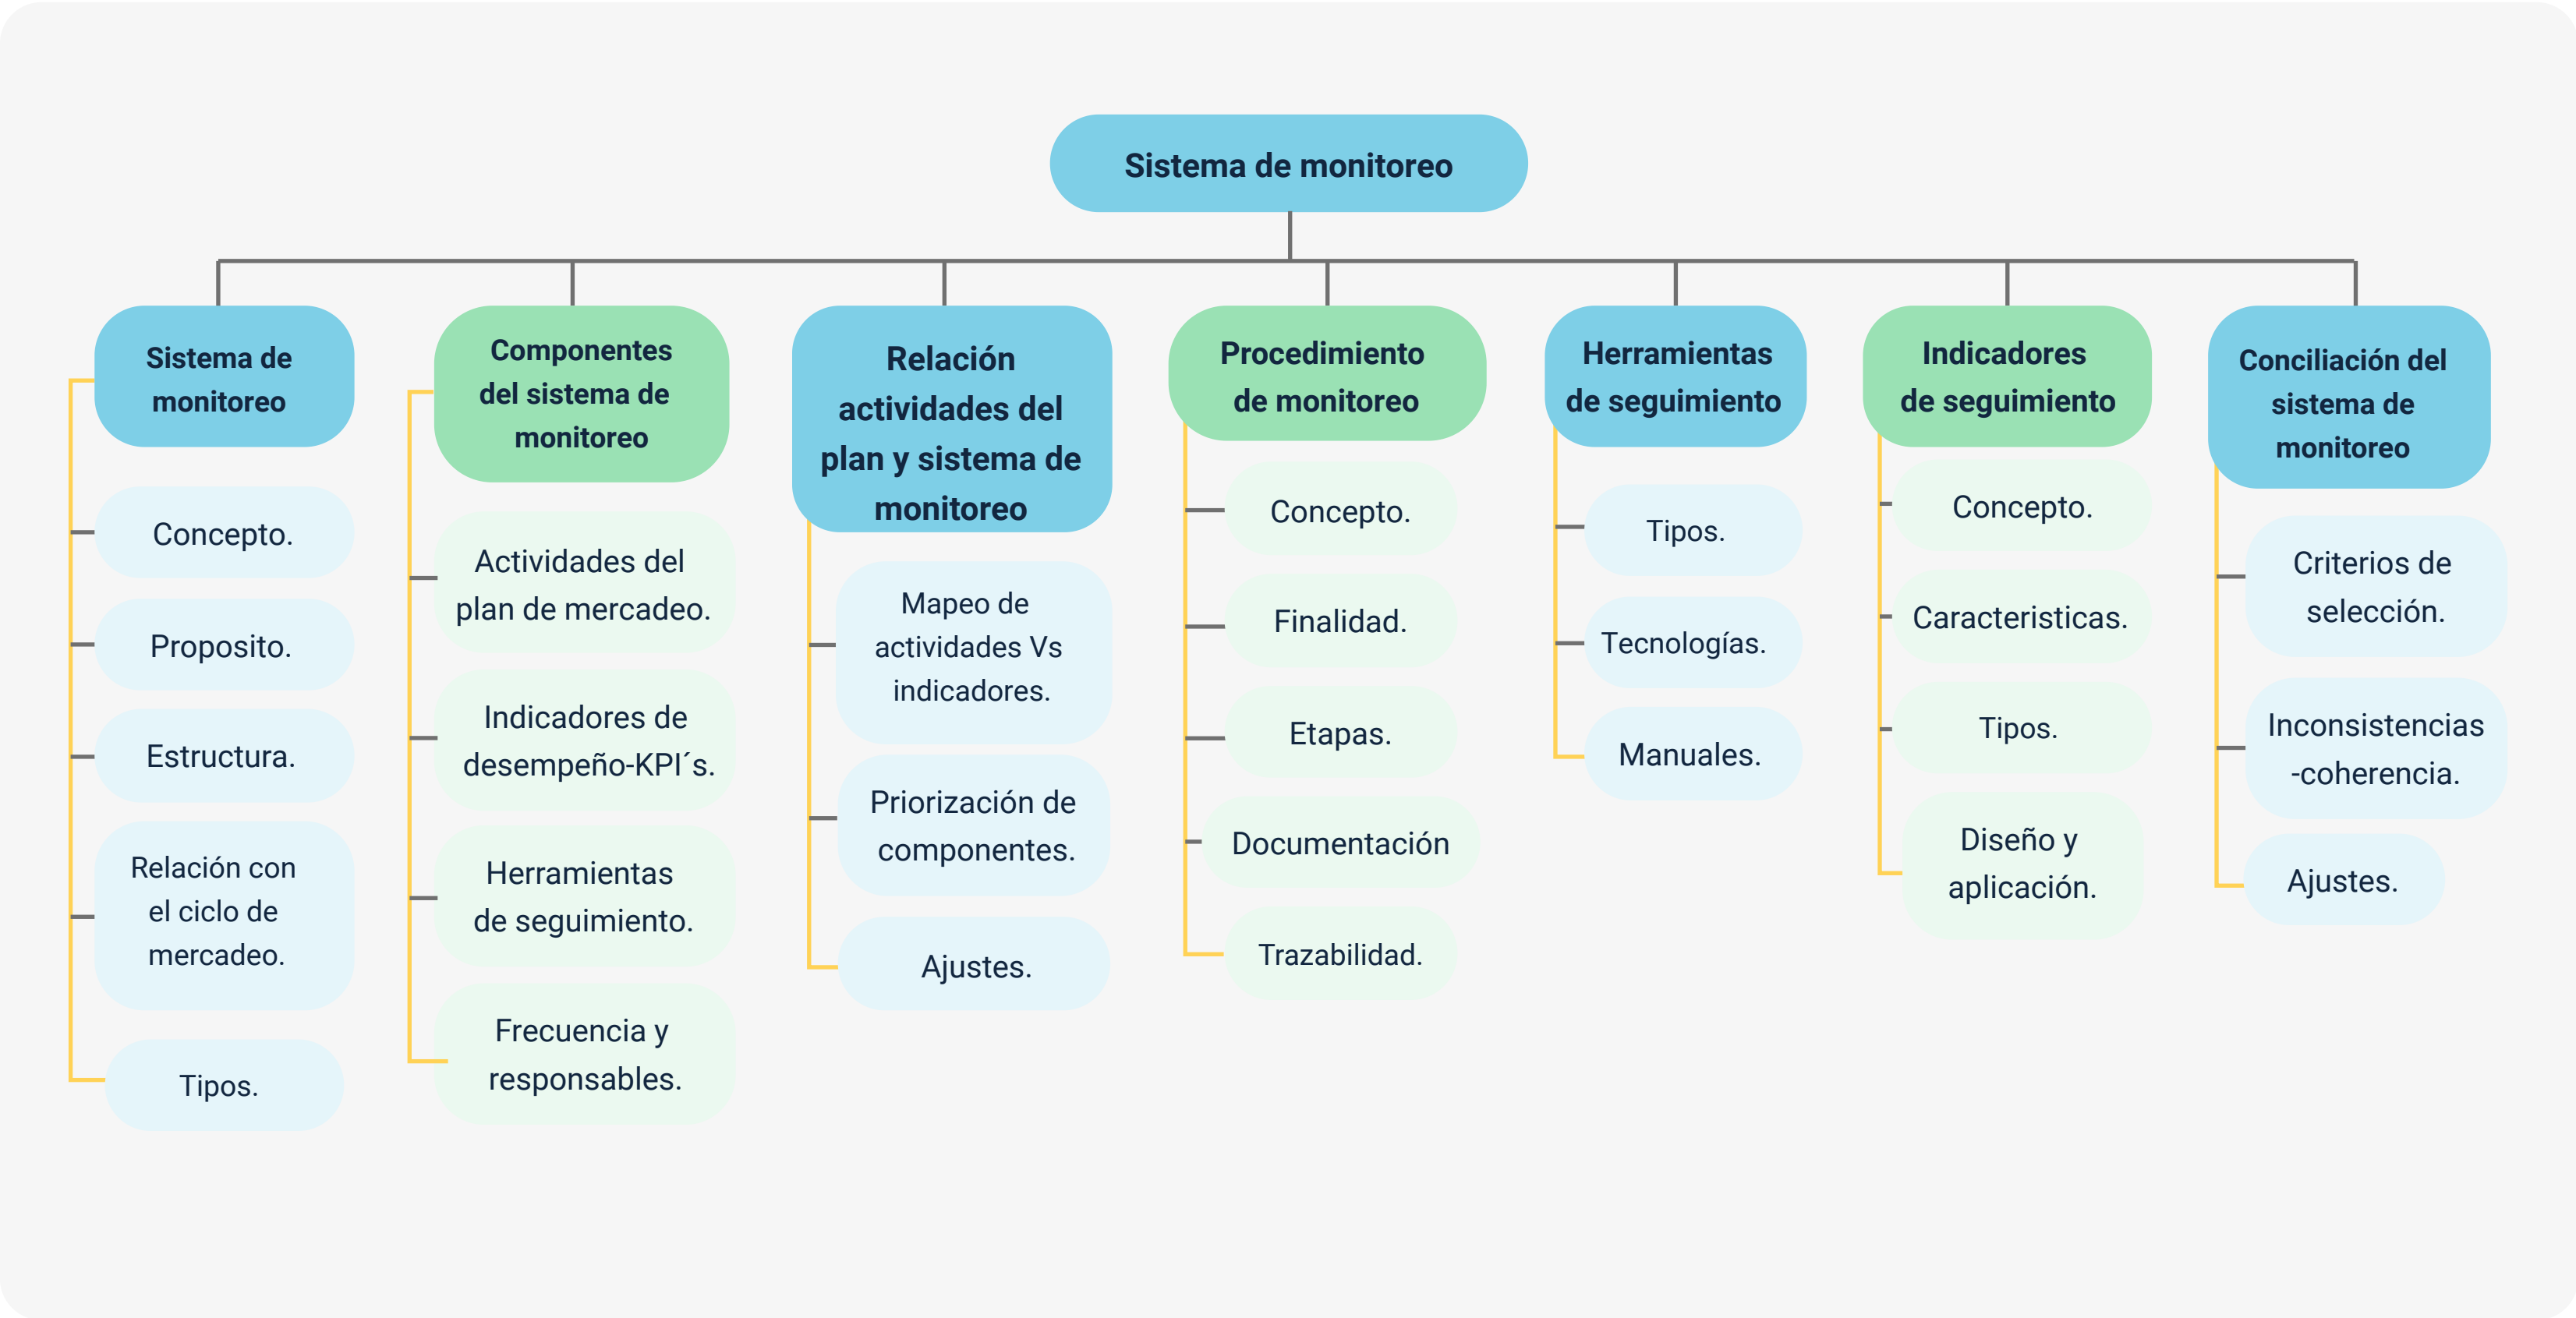 Sistema de monitoreo
Sistema de
monitoreo
Concepto.
Proposito.
Estructura.
Relación con
el ciclo de
mercadeo.
Tipos.
Componentes
del sistema de
monitoreo
Actividades del
plan de mercadeo.
Indicadores de
desempeño-KPI´s.
Herramientas
de seguimiento.
Frecuencia y
responsables.
Relación
actividades del
plan y sistema de
monitoreo
Mapeo de
actividades Vs
indicadores.
Priorización de
componentes.
Ajustes.
Procedimiento
de monitoreo
Concepto.
Finalidad.
Etapas.
Documentación
Trazabilidad.
Herramientas
de seguimiento
Tipos.
Tecnologías.
Manuales.
Indicadores
de seguimiento
Concepto.
Caracteristicas.
Tipos.
Diseño y
aplicación.
Conciliación del
sistema de
monitoreo
Criterios de
selección.
Inconsistencias
-coherencia.
Ajustes.